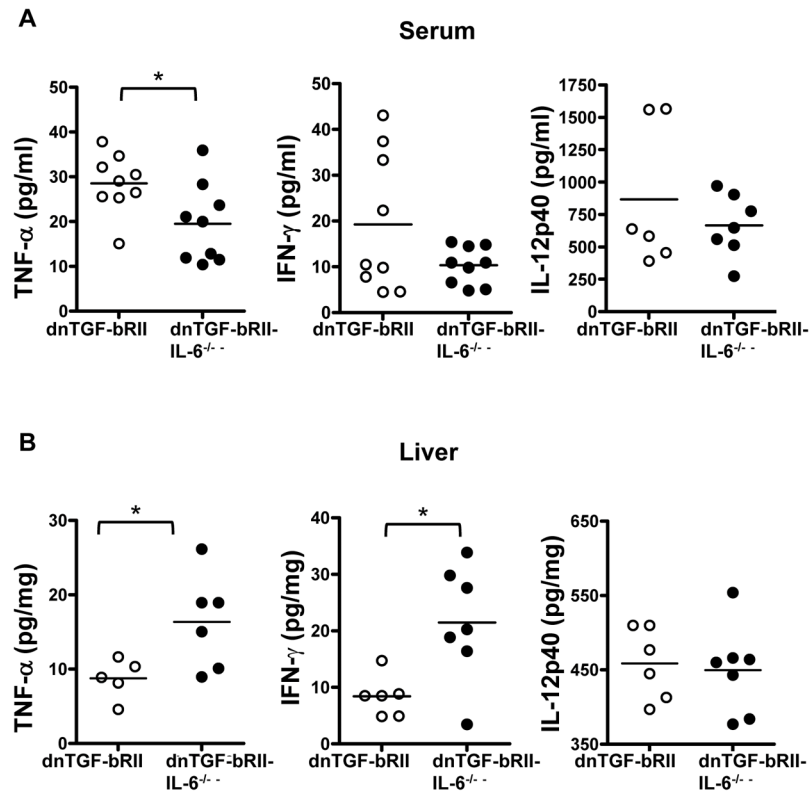 A
Serum
TNF-α (pg/ml)
50
40
30
20
10
0
*
dnTGF-bRII
dnTGF-bRII-
IL-6-/- -
IFN-γ (pg/ml)
50
40
30
20
10
0
dnTGF-bRII
dnTGF-bRII-
IL-6-/- -
IL-12p40 (pg/ml)
1750
1500
1250
1000
750
500
250
0
dnTGF-bRII
dnTGF-bRII-
IL-6-/- -
B
Liver
TNF-α (pg/mg)
30
20
10
0
*
dnTGF-bRII
dnTGF-bRII-
IL-6-/- -
IFN-γ (pg/mg)
40
30
20
10
0
*
dnTGF-bRII
dnTGF-bRII-
IL-6-/- -
IL-12p40 (pg/mg)
650
550
450
350
dnTGF-bRII
dnTGF-bRII-
IL-6-/- -